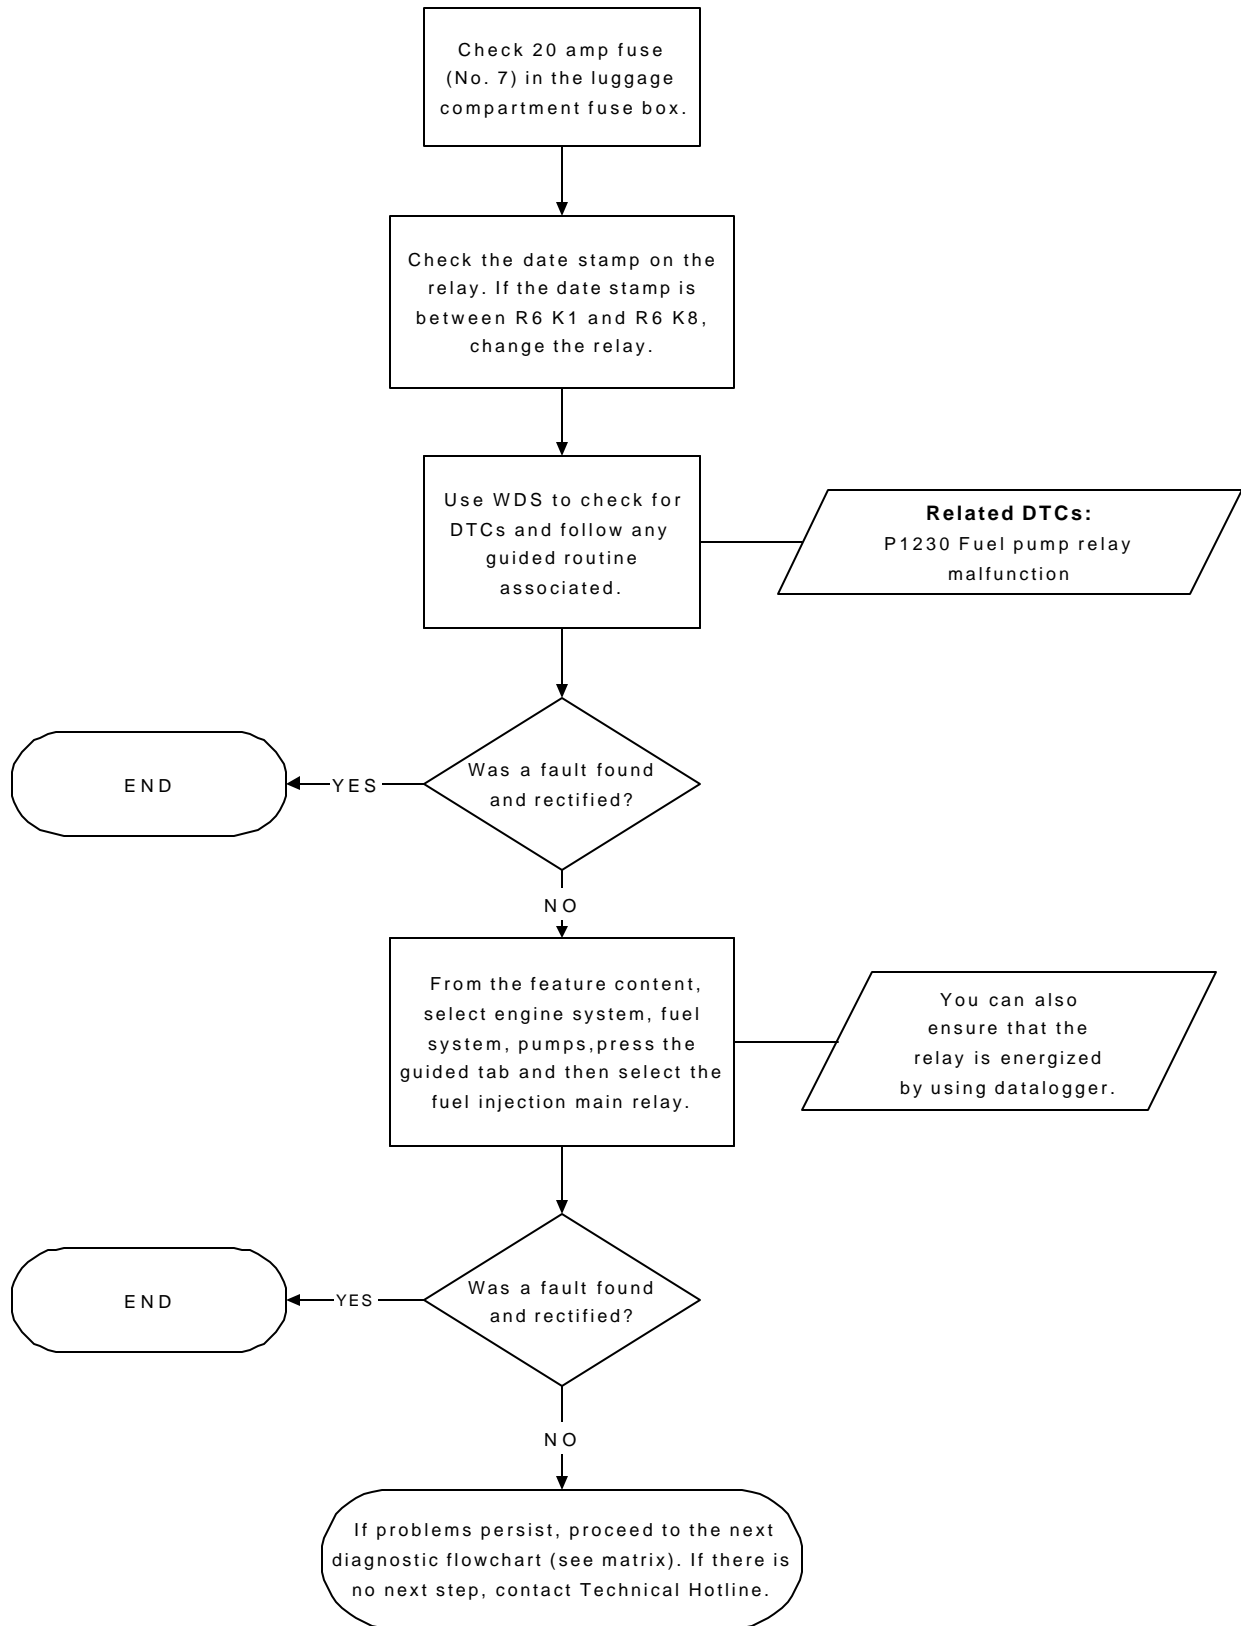 Check 20 amp fuse
(No. 7) in the luggage
compartment fuse box.
Check the date stamp on the
relay. If the date stamp is
between R6 K1 and R6 K8,
change the relay.
Use WDS to check for
DTCs and follow any
guided routine
associated.
Related DTCs:
P1230 Fuel pump relay
malfunction
Was a fault found
and rectified?
YES
END
NO
From the feature content,
select engine system, fuel
system, pumps,press the
guided tab and then select the
fuel injection main relay.
You can also
ensure that the
relay is energized
by using datalogger.
Was a fault found
and rectified?
YES
END
NO
If problems persist, proceed to the next
diagnostic flowchart (see matrix). If there is
no next step, contact Technical Hotline.